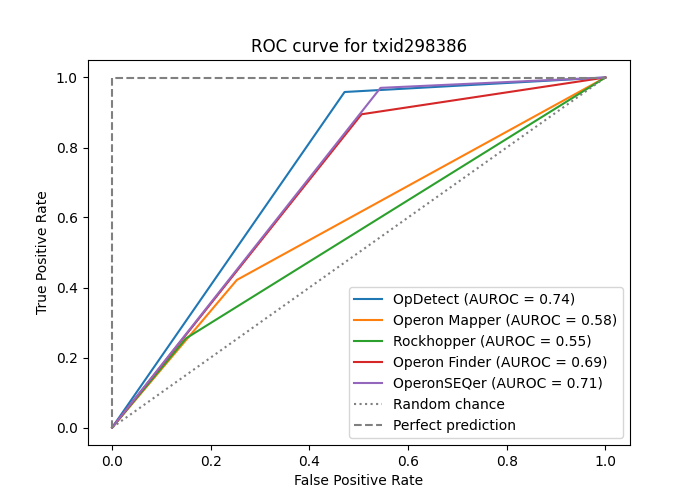 ROC curve for txid298386
1.0
0.8
0.6
0.4
0.2
0.0
True Positive Rate
OpDetect (AUROC = 0.74)
Operon Mapper (AUROC = 0.58)
Rockhopper (AUROC = 0.55)
Operon Finder (AUROC = 0.69)
OperonSEQer (AUROC = 0.71)
Random chance
Perfect prediction
0.0 0.2 0.4 0.6 0.8 1.0
False Positive Rate